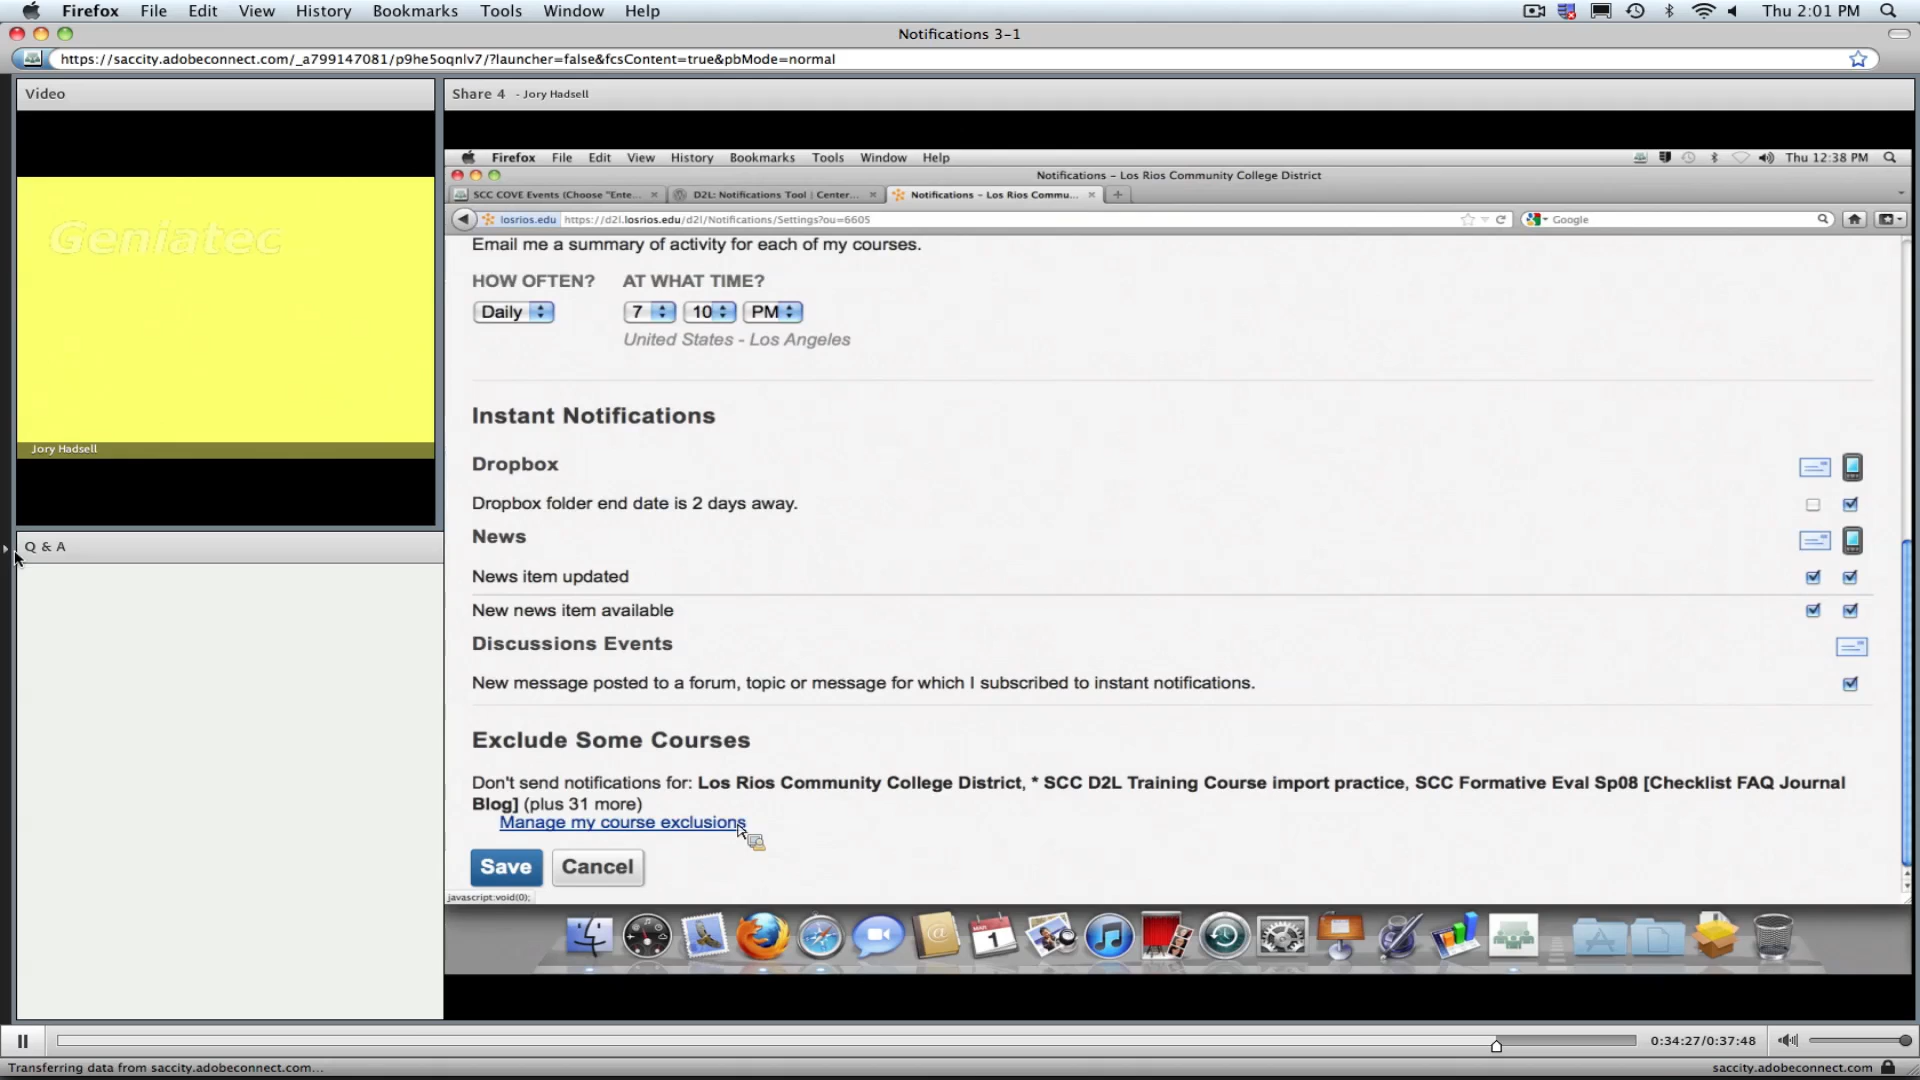 Firefox File Edit View History Bookmarks Tools Window Help Thu 2:01 PM
Notifications 3-1
https://saccity.adobeconnect.com/_a799147081/p9he5oqnlv7/?launcher=false&fcsContent=true&pbMode=normal
Video
Share 4 - Jory Hadsell
Geniatec
Jory Hadsell
Q & A
Firefox File Edit View History Bookmarks Tools Window Help Thu 12:38 PM
Notifications - Los Rios Community College District
SCC COVE Events (Choose "Ente... D2L: Notifications Tool | Center... Notifications - Los Rios Commu...
losrios.edu https://d2l.losrios.edu/d2l/Notifications/Settings?ou=6605 Google
Email me a summary of activity for each of my courses.
HOW OFTEN? AT WHAT TIME?
Daily 7 10 PM
United States - Los Angeles
Instant Notifications
Dropbox
Dropbox folder end date is 2 days away.
News
News item updated
New news item available
Discussions Events
New message posted to a forum, topic or message for which I subscribed to instant notifications.
Exclude Some Courses
Don't send notifications for: Los Rios Community College District, * SCC D2L Training Course import practice, SCC Formative Eval Sp08 [Checklist FAQ Journal
Blog] (plus 31 more)
Manage my course exclusions
Save Cancel
javascript:void(0);
1
0:34:27/0:37:48
Transferring data from saccity.adobeconnect.com...
saccity.adobeconnect.com